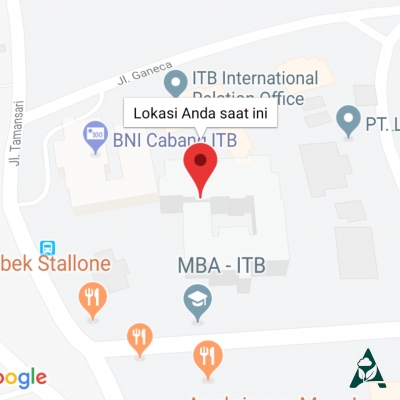 Jl. Ganeca
ITB International
Relation Office
Lokasi Anda saat ini
Jl. Tamansari
BNI Cabang ITB
PT. L
bek Stallone
MBA - ITB
oogle